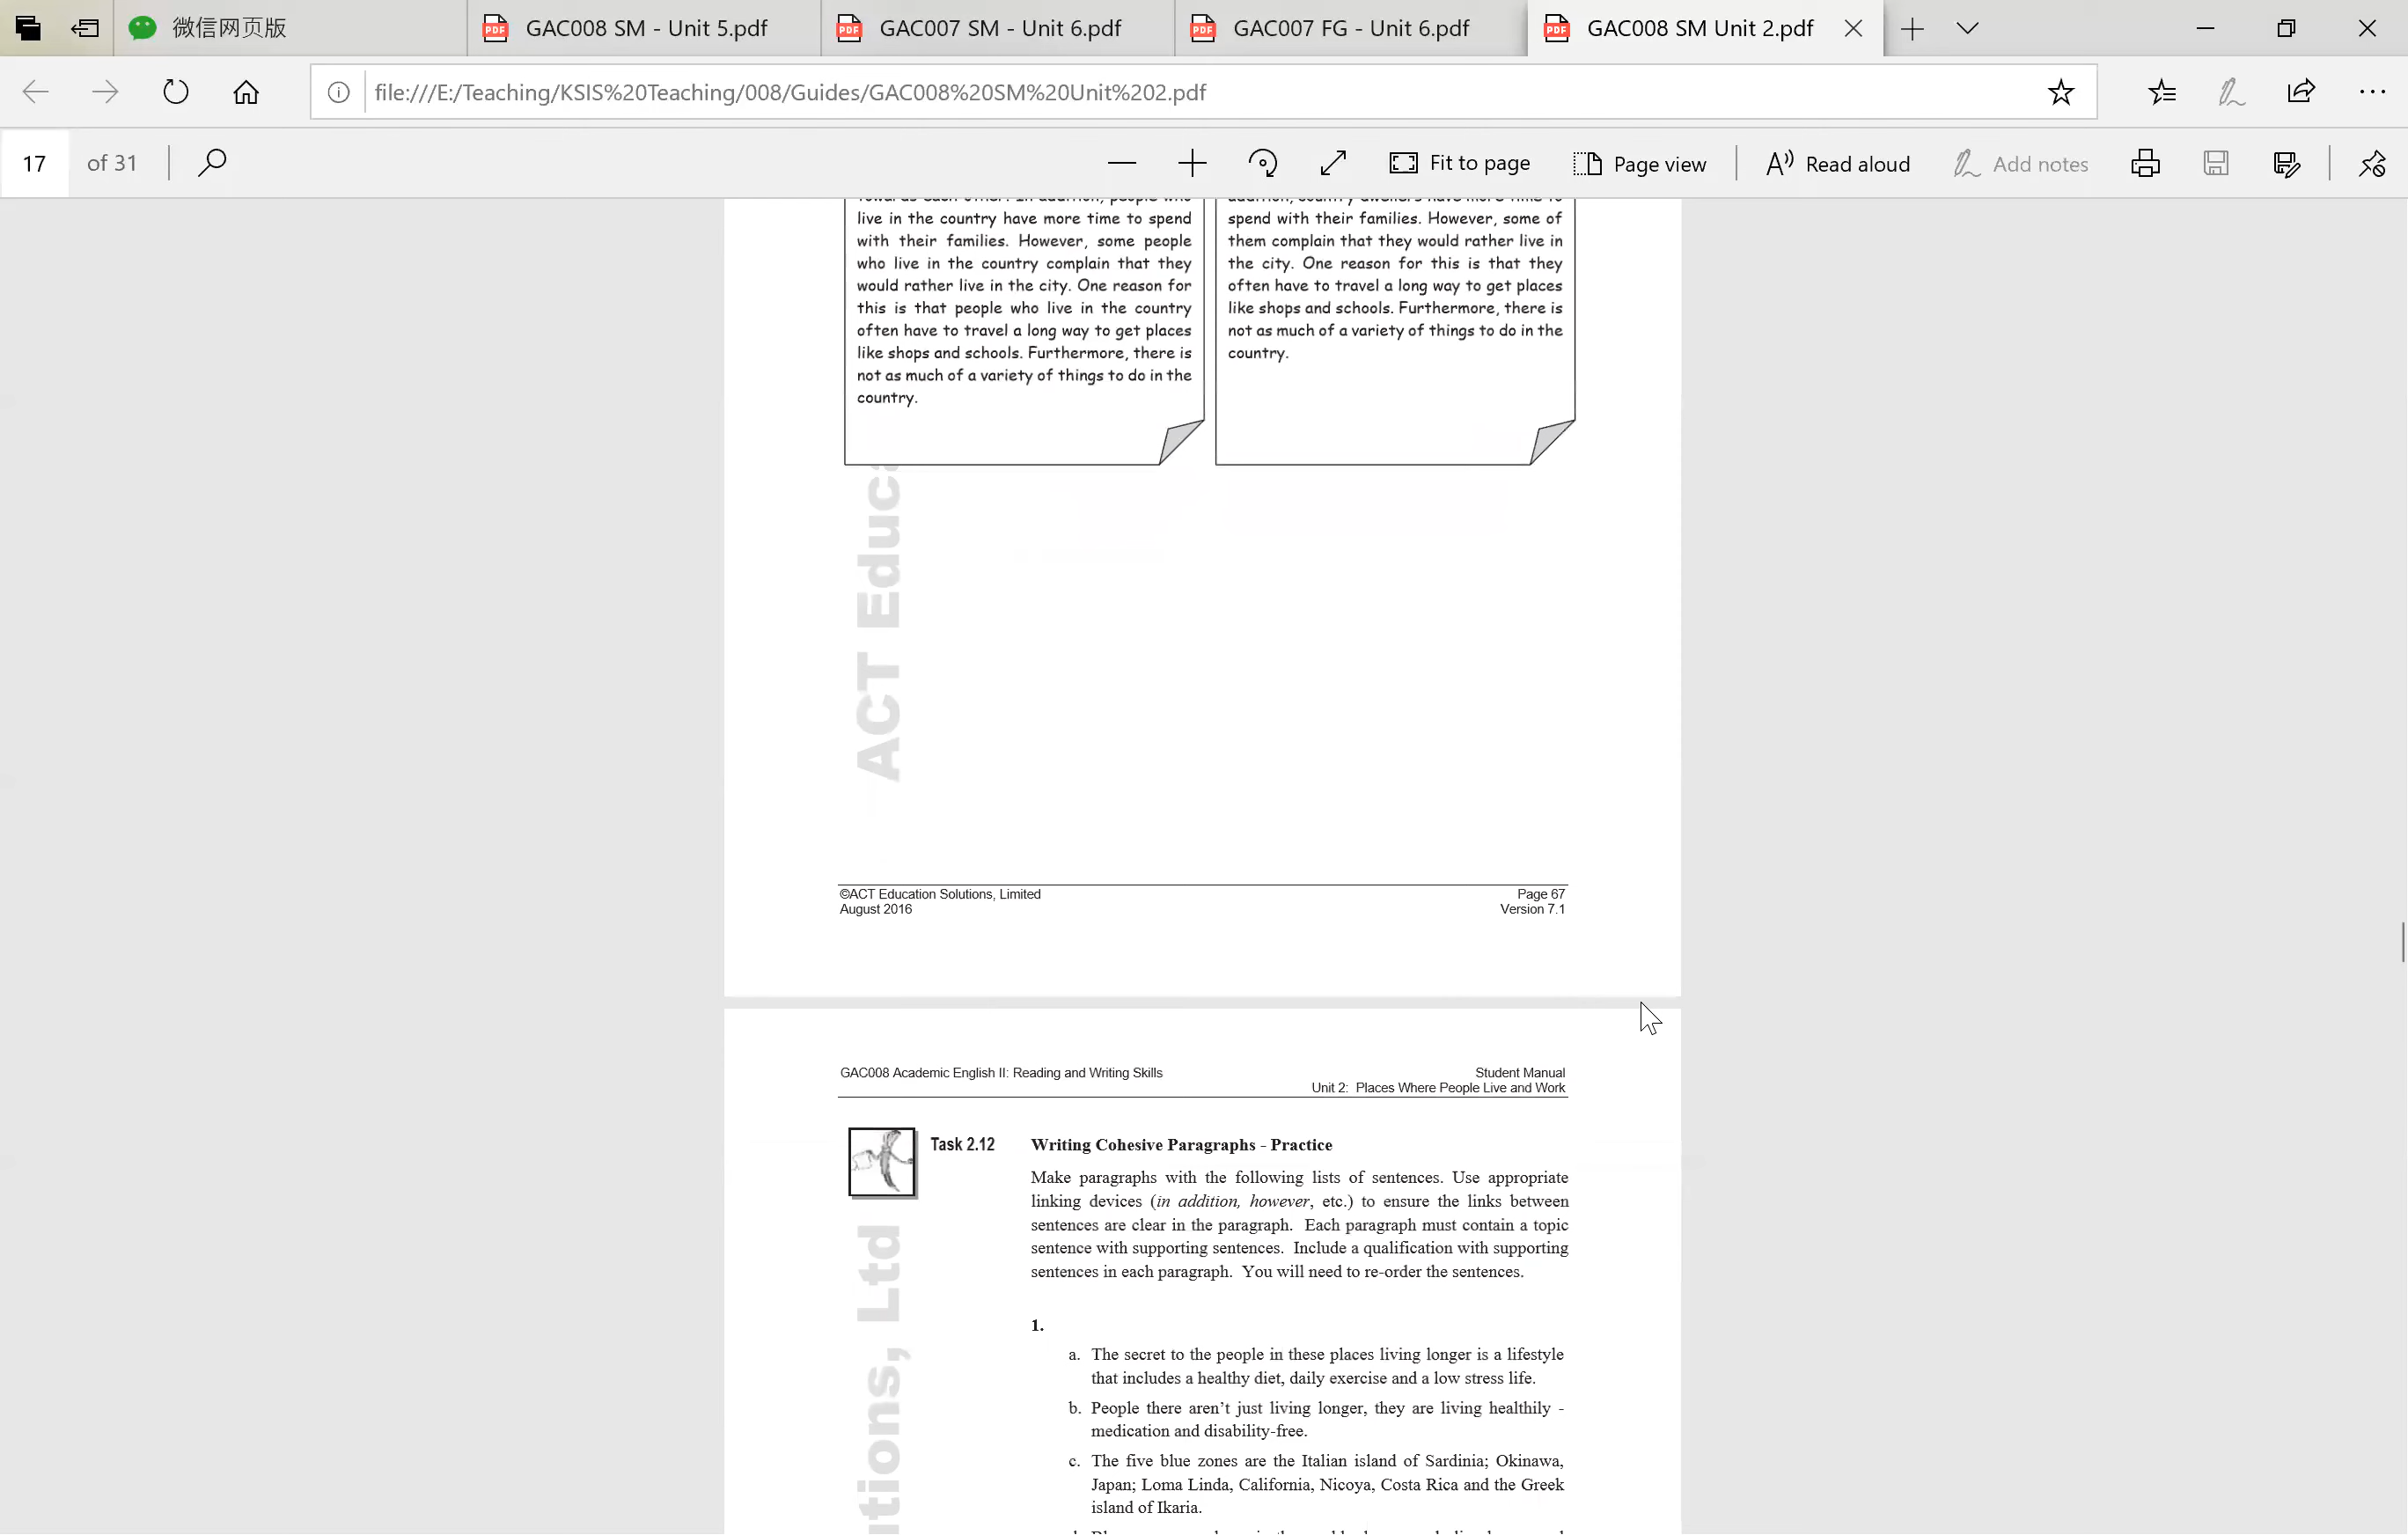 微信网页版
GAC008 SM - Unit 5.pdf
GAC007 SM - Unit 6.pdf
GAC007 FG - Unit 6.pdf
GAC008 SM Unit 2.pdf
file:///E:/Teaching/KSIS%20Teaching/008/Guides/GAC008%20SM%20Unit%202.pdf
17 of 31
Fit to page
Page view
Read aloud
Add notes
live in the country have more time to spend
with their families. However, some people
who live in the country complain that they
would rather live in the city. One reason for
this is that people who live in the country
often have to travel a long way to get places
like shops and schools. Furthermore, there is
not as much of a variety of things to do in the
country.
spend with their families. However, some of
them complain that they would rather live in
the city. One reason for this is that they
often have to travel a long way to get places
like shops and schools. Furthermore, there is
not as much of a variety of things to do in the
country.
ACT Educa
©ACT Education Solutions, Limited
August 2016
Page 67
Version 7.1
GAC008 Academic English II: Reading and Writing Skills
Student Manual
Unit 2: Places Where People Live and Work
Task 2.12
Writing Cohesive Paragraphs - Practice
Make paragraphs with the following lists of sentences. Use appropriate
linking devices (in addition, however, etc.) to ensure the links between
sentences are clear in the paragraph. Each paragraph must contain a topic
sentence with supporting sentences. Include a qualification with supporting
sentences in each paragraph. You will need to re-order the sentences.
1.
a. The secret to the people in these places living longer is a lifestyle
that includes a healthy diet, daily exercise and a low stress life.
b. People there aren't just living longer, they are living healthily -
medication and disability-free.
c. The five blue zones are the Italian island of Sardinia; Okinawa,
Japan; Loma Linda, California, Nicoya, Costa Rica and the Greek
island of Ikaria.
utions, Ltd